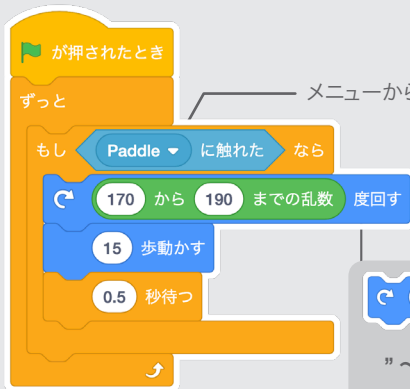 が押されたとき
ずっと
メニューから
もし Paddle に触れた なら
170 から 190 までの乱数 度回す
15 歩動かす
0.5 秒待つ
"～